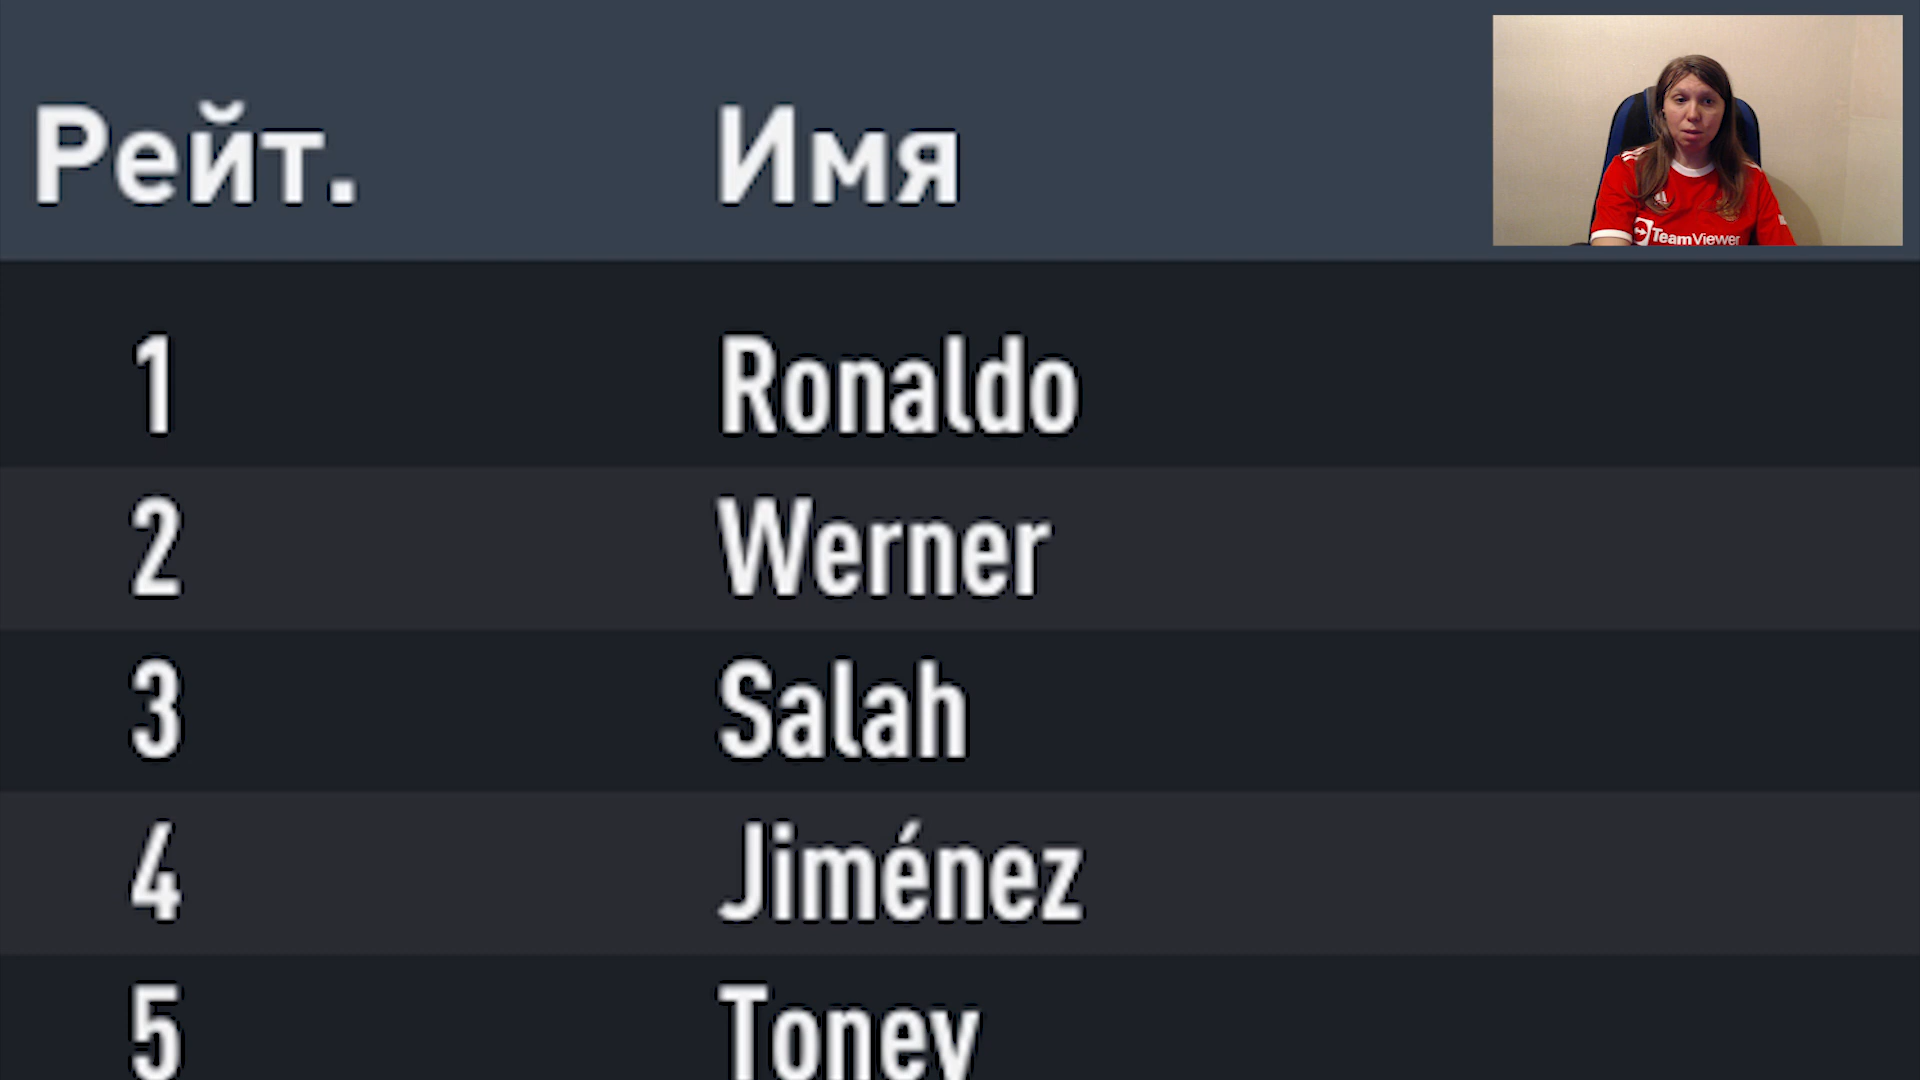 Рейт. Имя
1 Ronaldo
2 Werner
3 Salah
4 Jiménez
5 Toney
TeamViewer